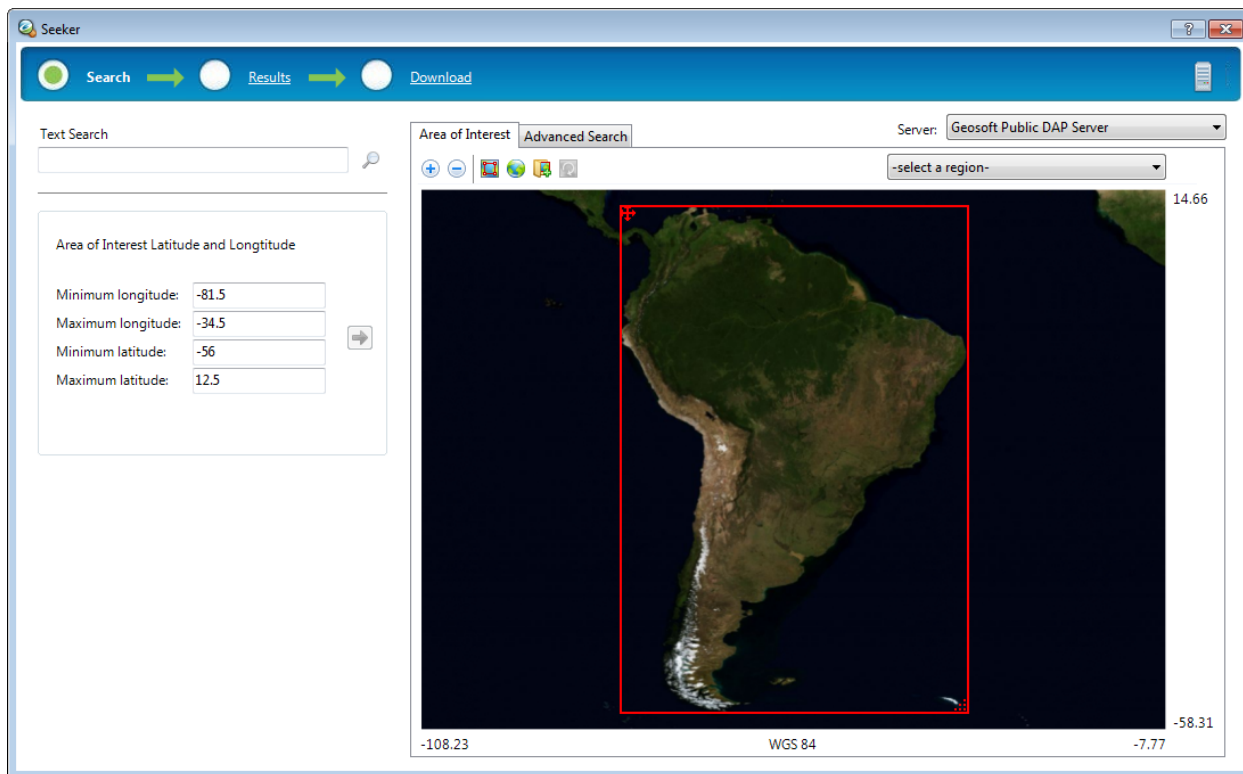 Seeker
Search
Results
Download
Text Search
Area of Interest Latitude and Longtitude
Minimum longitude: -81.5
Maximum longitude: -34.5
Minimum latitude: -56
Maximum latitude: 12.5
Area of Interest
Advanced Search
Server: Geosoft Public DAP Server
-select a region-
14.66
-58.31
-108.23
WGS 84
-7.77